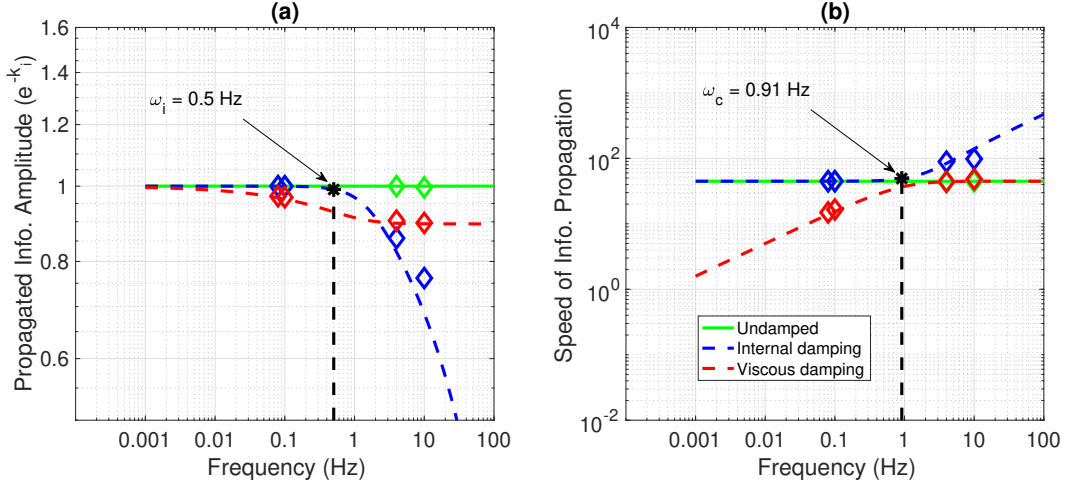 (a)
1.6
1.4
1.2
1
0.8
0.6
Propagated Info. Amplitude (e^-k_i)
ω_i = 0.5 Hz
0.001 0.01 0.1 1 10 100
Frequency (Hz)
(b)
10^4
10^2
10^0
10^-2
Speed of Info. Propagation
ω_c = 0.91 Hz
Undamped
Internal damping
Viscous damping
0.001 0.01 0.1 1 10 100
Frequency (Hz)